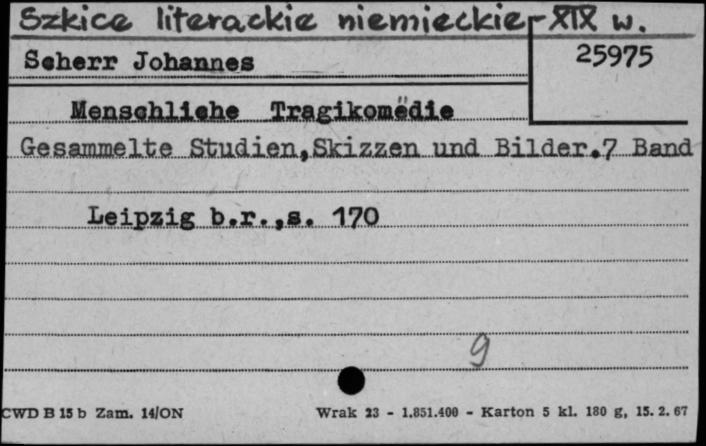 Szkice literackie niemieckie - XIX w.
25975
Scherr Johannes
Menschliche Tragikomödie
Gesammelte Studien, Skizzen und Bilder. 7 Band
Leipzig b.r., s. 170
9
CWD B 15 b Zam. 14/ON Wrak 23 - 1.851.400 - Karton 5 kl. 180 g, 15. 2. 67